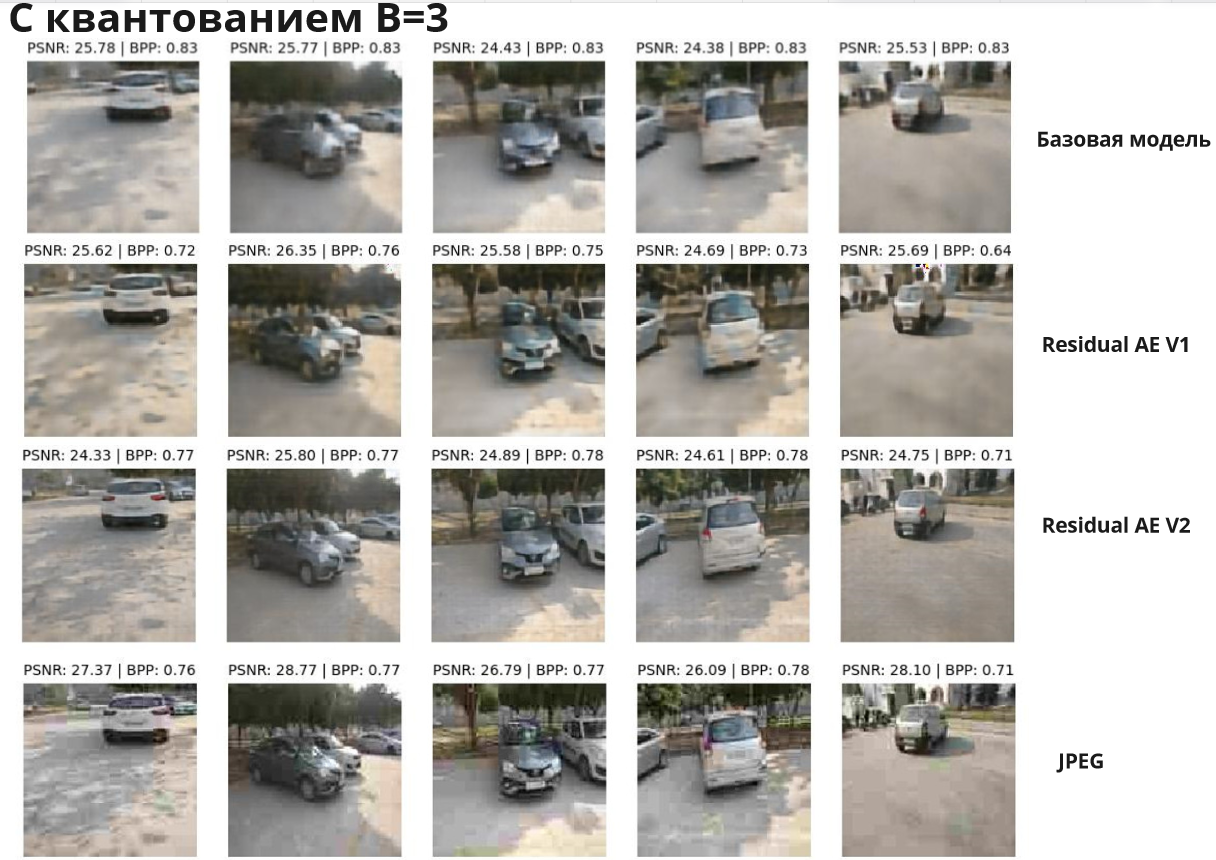 С квантованием B=3
PSNR: 25.78 | BPP: 0.83
PSNR: 25.77 | BPP: 0.83
PSNR: 24.43 | BPP: 0.83
PSNR: 24.38 | BPP: 0.83
PSNR: 25.53 | BPP: 0.83
Базовая модель
PSNR: 25.62 | BPP: 0.72
PSNR: 26.35 | BPP: 0.76
PSNR: 25.58 | BPP: 0.75
PSNR: 24.69 | BPP: 0.73
PSNR: 25.69 | BPP: 0.64
Residual AE V1
PSNR: 24.33 | BPP: 0.77
PSNR: 25.80 | BPP: 0.77
PSNR: 24.89 | BPP: 0.78
PSNR: 24.61 | BPP: 0.78
PSNR: 24.75 | BPP: 0.71
Residual AE V2
PSNR: 27.37 | BPP: 0.76
PSNR: 28.77 | BPP: 0.77
PSNR: 26.79 | BPP: 0.77
PSNR: 26.09 | BPP: 0.78
PSNR: 28.10 | BPP: 0.71
JPEG